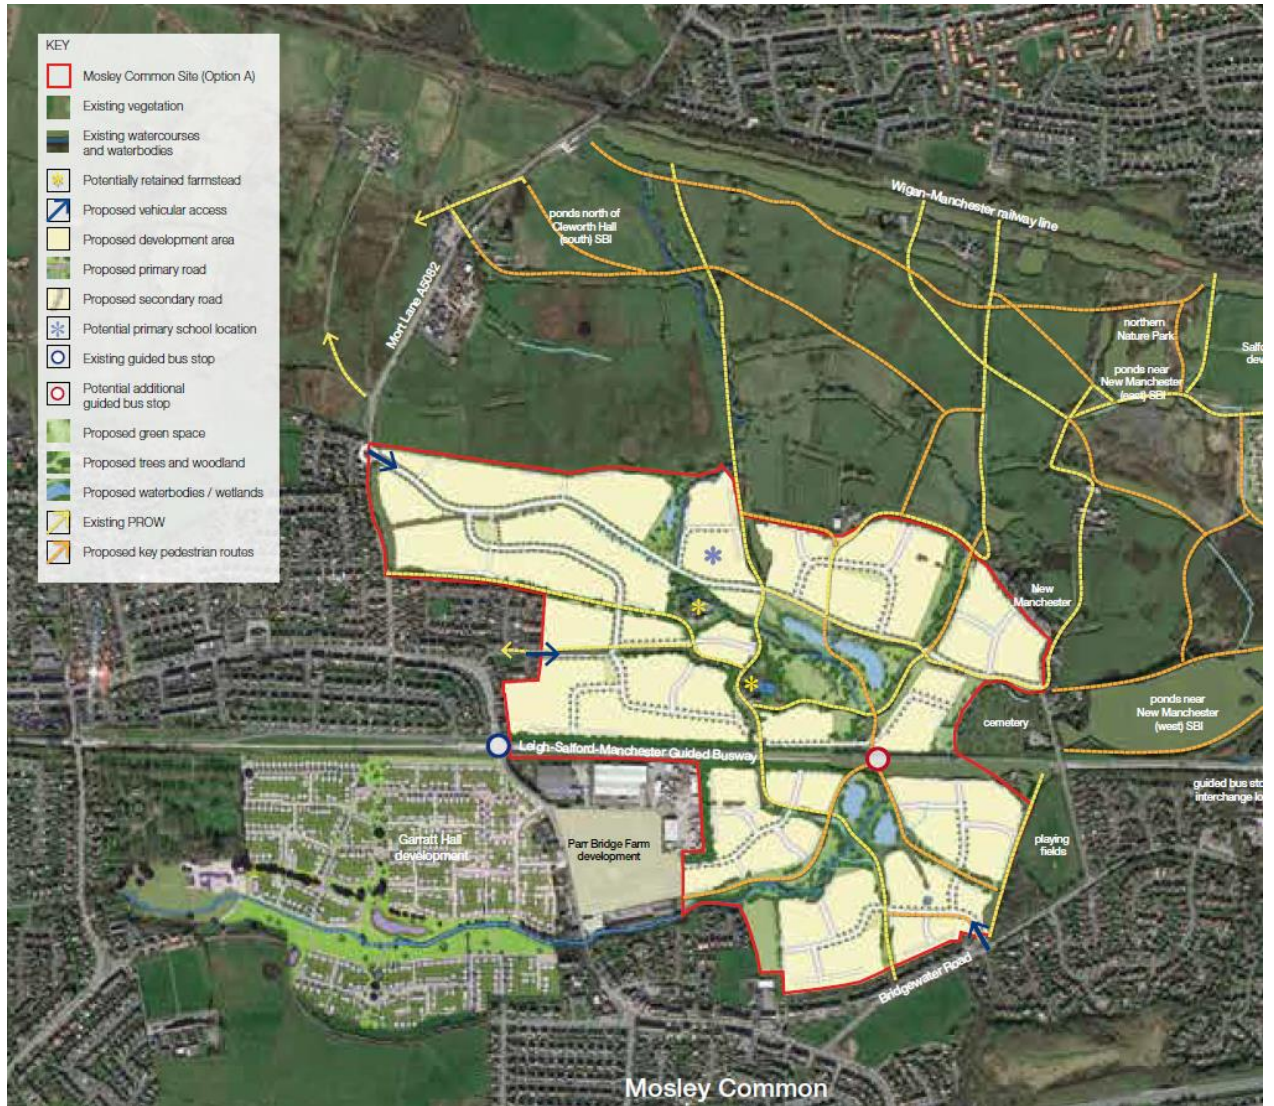 KEY
Mosley Common Site (Option A)
Existing vegetation
Existing watercourses
and waterbodies
Potentially retained farmstead
Proposed vehicular access
Proposed development area
Proposed primary road
Proposed secondary road
Potential primary school location
Existing guided bus stop
Potential additional
guided bus stop
Proposed green space
Proposed trees and woodland
Proposed waterbodies / wetlands
Existing PROW
Proposed key pedestrian routes
Wigan-Manchester railway line
ponds north of
Cleworth Hall
(south) SBI
Mort Lane A5082
northern
Nature Park
ponds near
New Manchester
(east) SBI
New
Manchester
ponds near
New Manchester
(west) SBI
cemetery
Leigh-Salford-Manchester Guided Busway
guided bus
interchange
Garratt Hall
development
Parr Bridge Farm
development
playing
fields
Bridgewater Road
Mosley Common